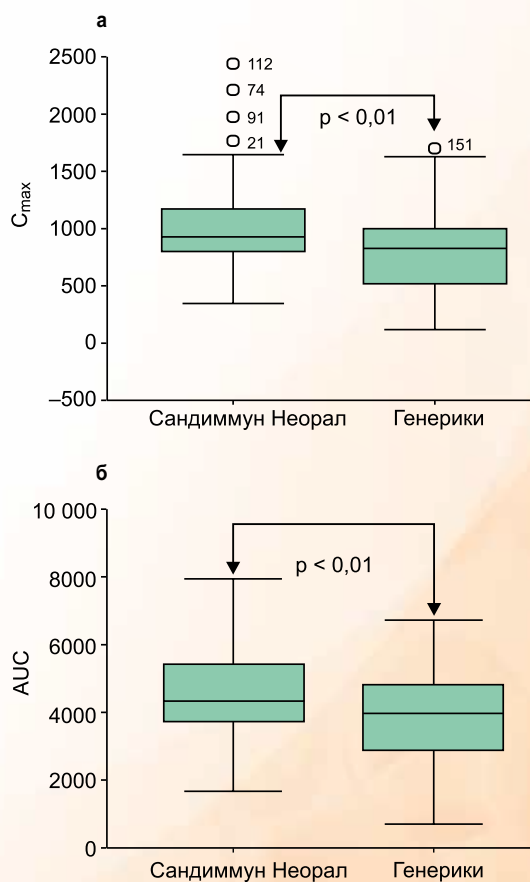 а
2500
2000
1500
1000
500
0
–500
Cmax
112
74
91
21
p < 0,01
151
Сандиммун Неорал
Генерики
б
10 000
8000
6000
4000
2000
0
AUC
p < 0,01
Сандиммун Неорал
Генерики